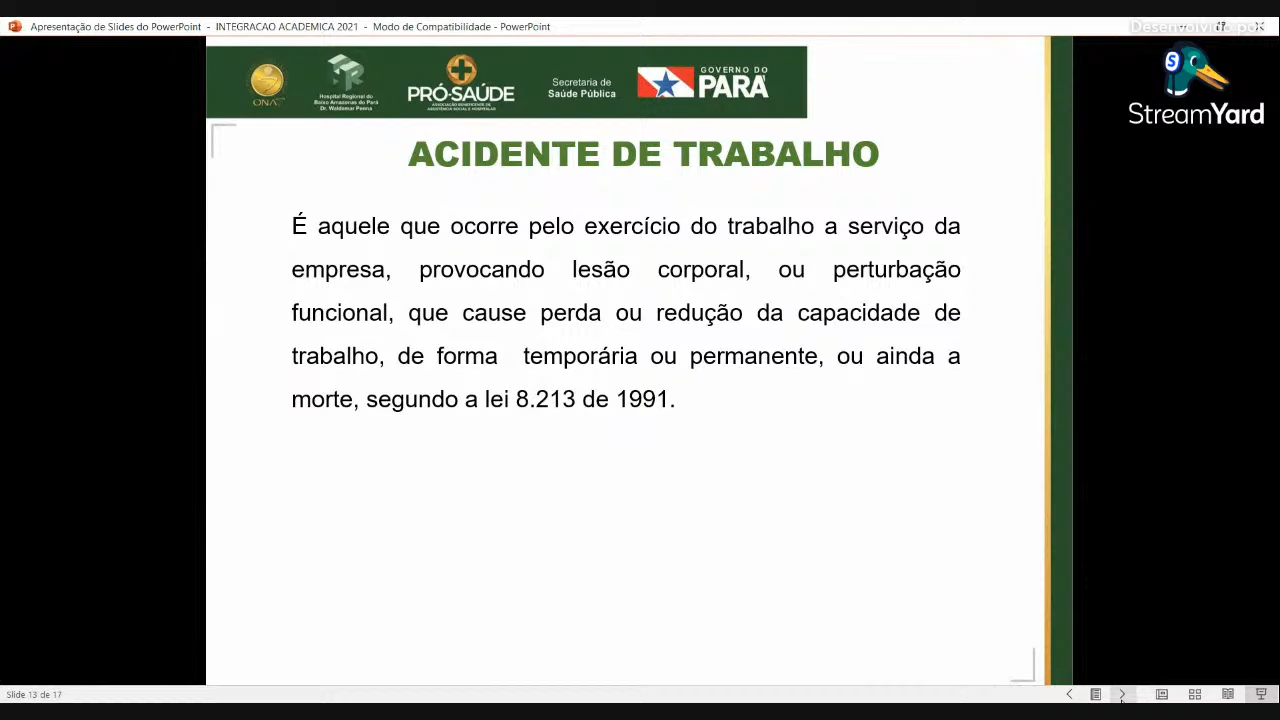 Apresentação de Slides do PowerPoint - INTEGRACAO ACADEMICA 2021 - Modo de Compatibilidade - PowerPoint
Desenvolvido por
StreamYard
ONA
Hospital Regional do
Baixo Amazonas do Pará
Dr. Waldemar Penna
PRÓ-SAÚDE
ASSOCIAÇÃO BENEFICENTE DE
ASSISTÊNCIA SOCIAL E HOSPITALAR
Secretaria de
Saúde Pública
GOVERNO DO
PARÁ
ACIDENTE DE TRABALHO
É aquele que ocorre pelo exercício do trabalho a serviço da
empresa, provocando lesão corporal, ou perturbação
funcional, que cause perda ou redução da capacidade de
trabalho, de forma temporária ou permanente, ou ainda a
morte, segundo a lei 8.213 de 1991.
Slide 13 de 17